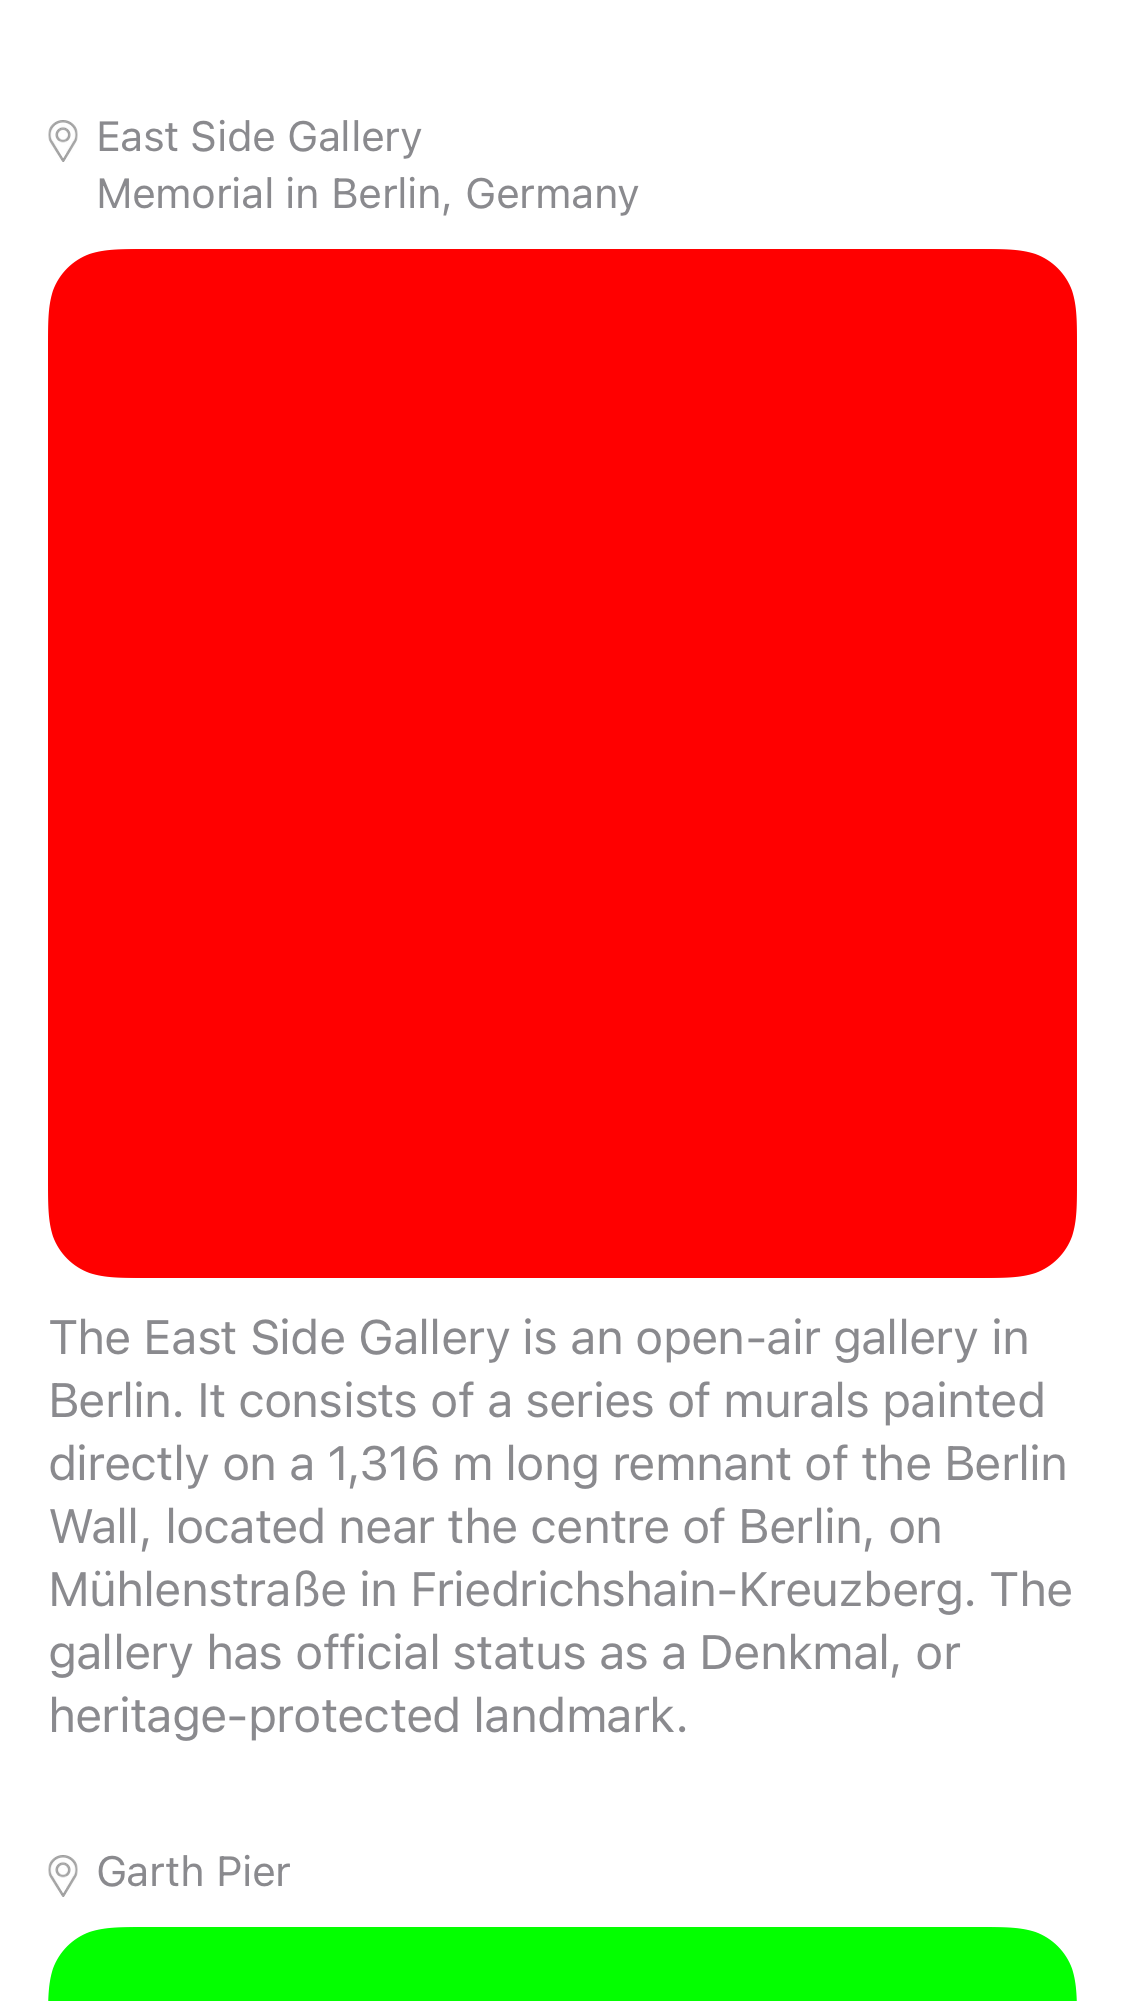 East Side Gallery
Memorial in Berlin, Germany
The East Side Gallery is an open-air gallery in
Berlin. It consists of a series of murals painted
directly on a 1,316 m long remnant of the Berlin
Wall, located near the centre of Berlin, on
Mühlenstraße in Friedrichshain-Kreuzberg. The
gallery has official status as a Denkmal, or
heritage-protected landmark.
Garth Pier